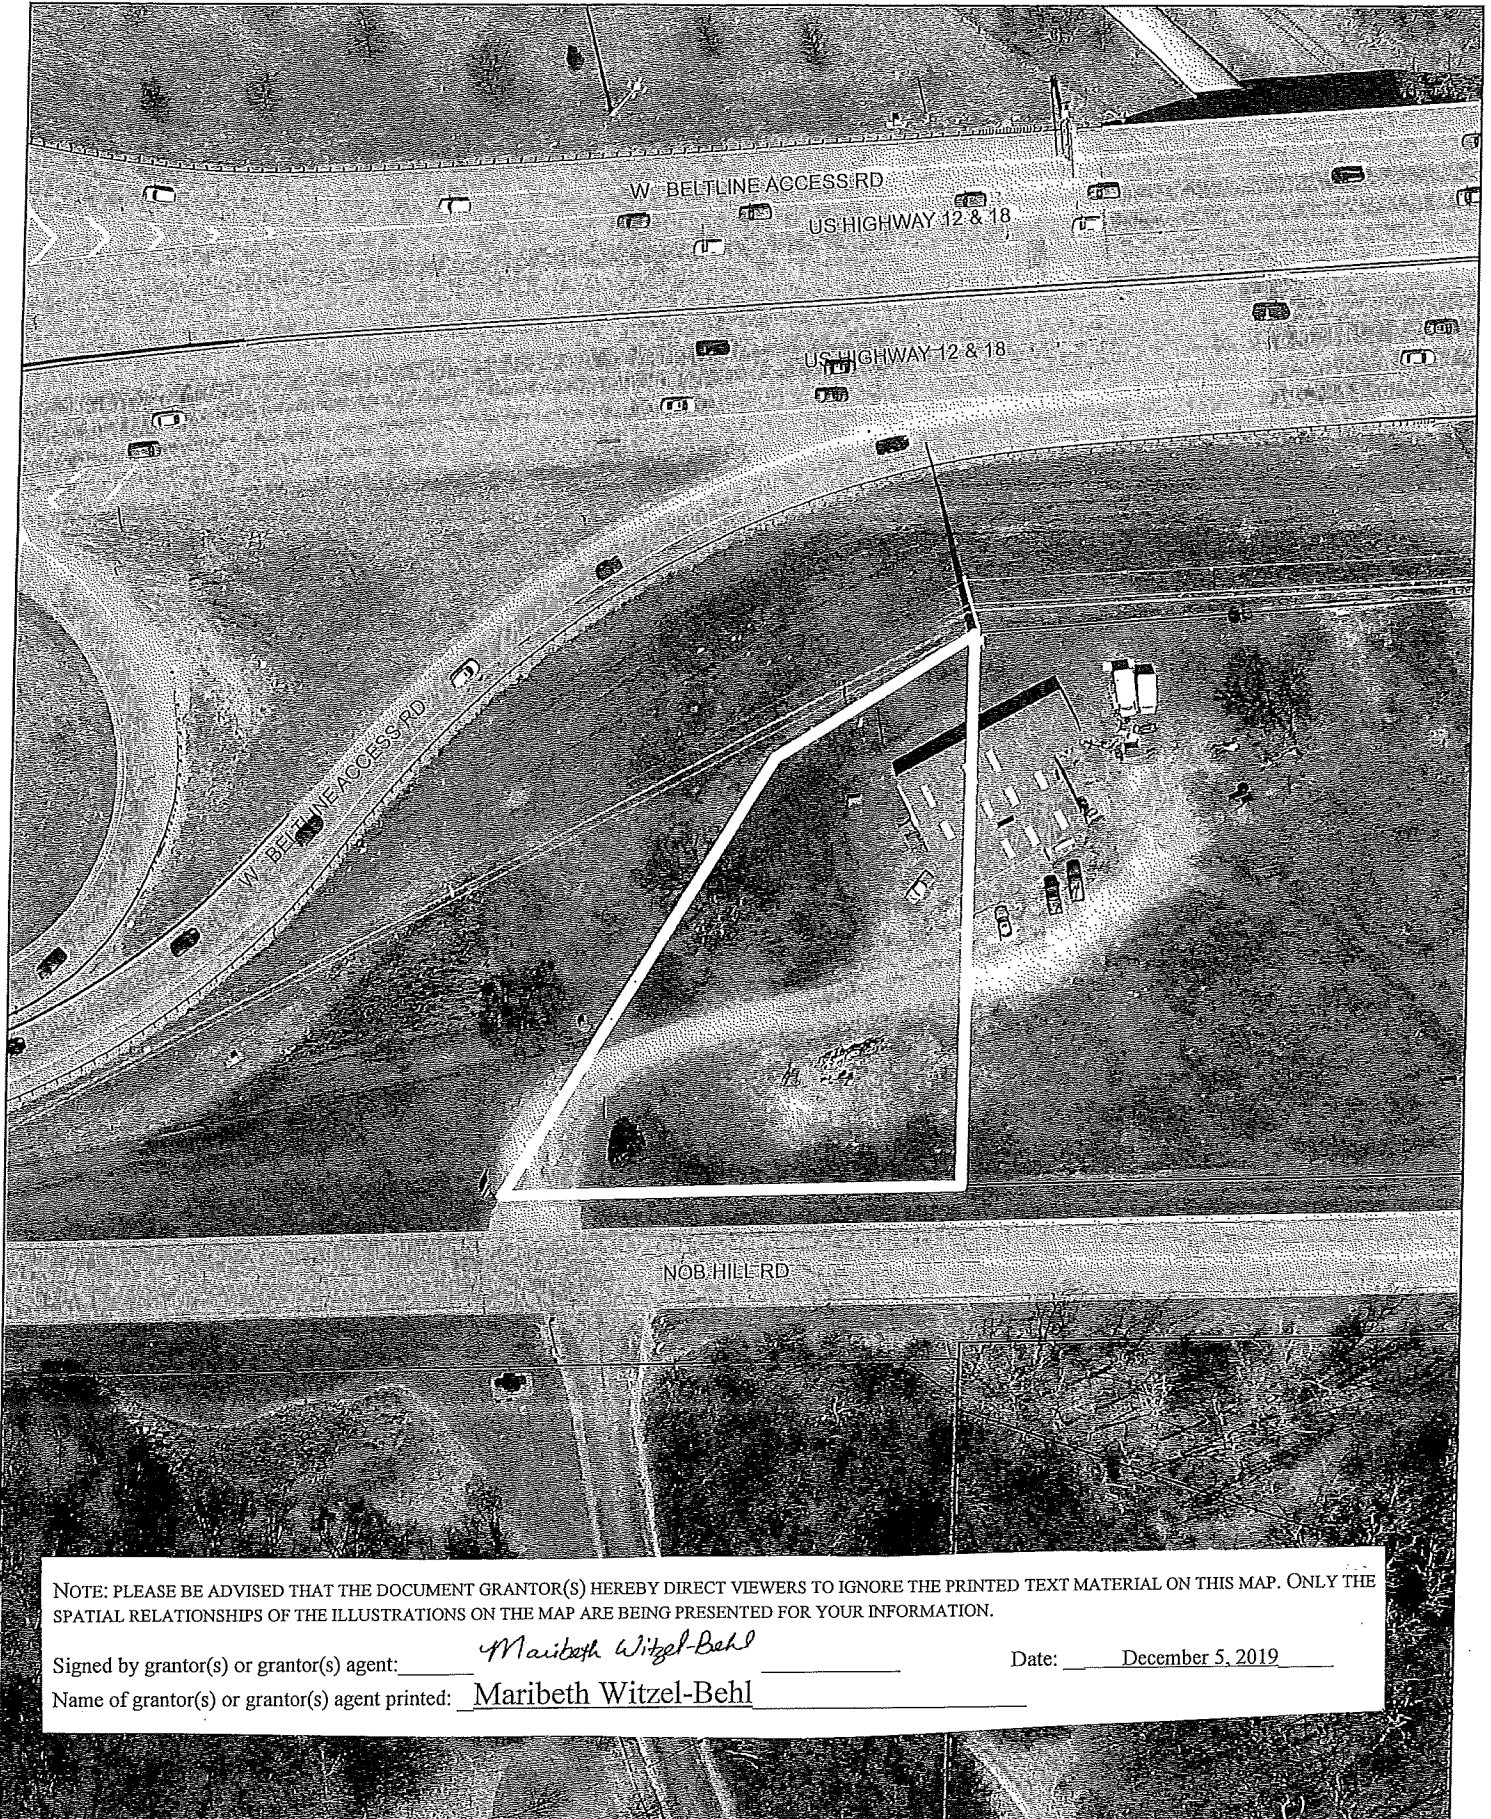 W BELTLINE ACCESS RD
US HIGHWAY 12 & 18
US HIGHWAY 12 & 18
W BELTLINE ACCESS RD
NOB HILL RD
NOTE: PLEASE BE ADVISED THAT THE DOCUMENT GRANTOR(S) HEREBY DIRECT VIEWERS TO IGNORE THE PRINTED TEXT MATERIAL ON THIS MAP. ONLY THE
SPATIAL RELATIONSHIPS OF THE ILLUSTRATIONS ON THE MAP ARE BEING PRESENTED FOR YOUR INFORMATION.
Signed by grantor(s) or grantor(s) agent: Maribeth Witzel-Behl Date: December 5, 2019
Name of grantor(s) or grantor(s) agent printed: Maribeth Witzel-Behl